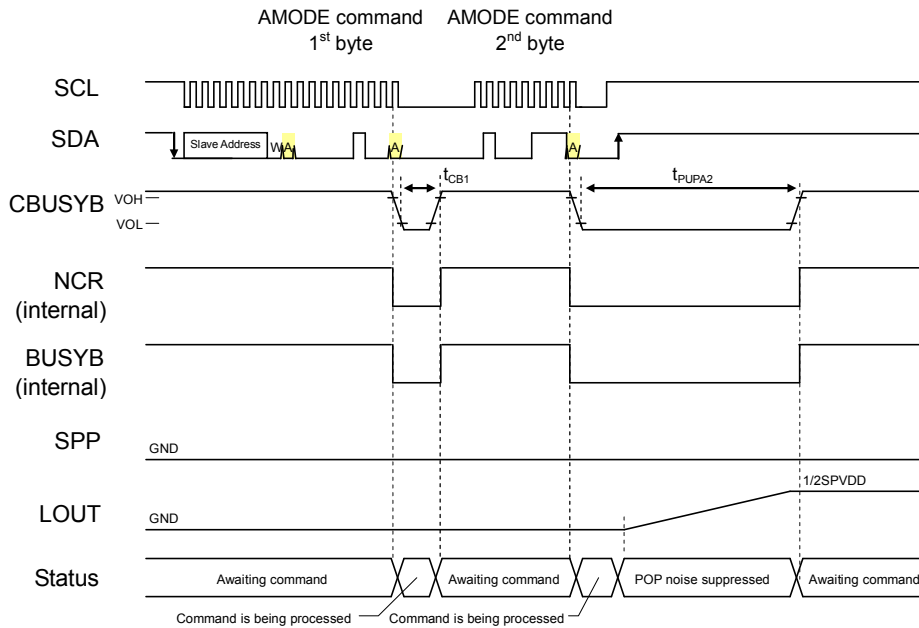 AMODE command
1st byte
AMODE command
2nd byte
SCL
SDA
Slave Address
W
A
A
A
tCB1
tPUPA2
CBUSYB
VOH
VOL
NCR
(internal)
BUSYB
(internal)
SPP
GND
1/2SPVDD
LOUT
GND
Status
Awaiting command
Awaiting command
POP noise suppressed
Awaiting command
Command is being processed
Command is being processed